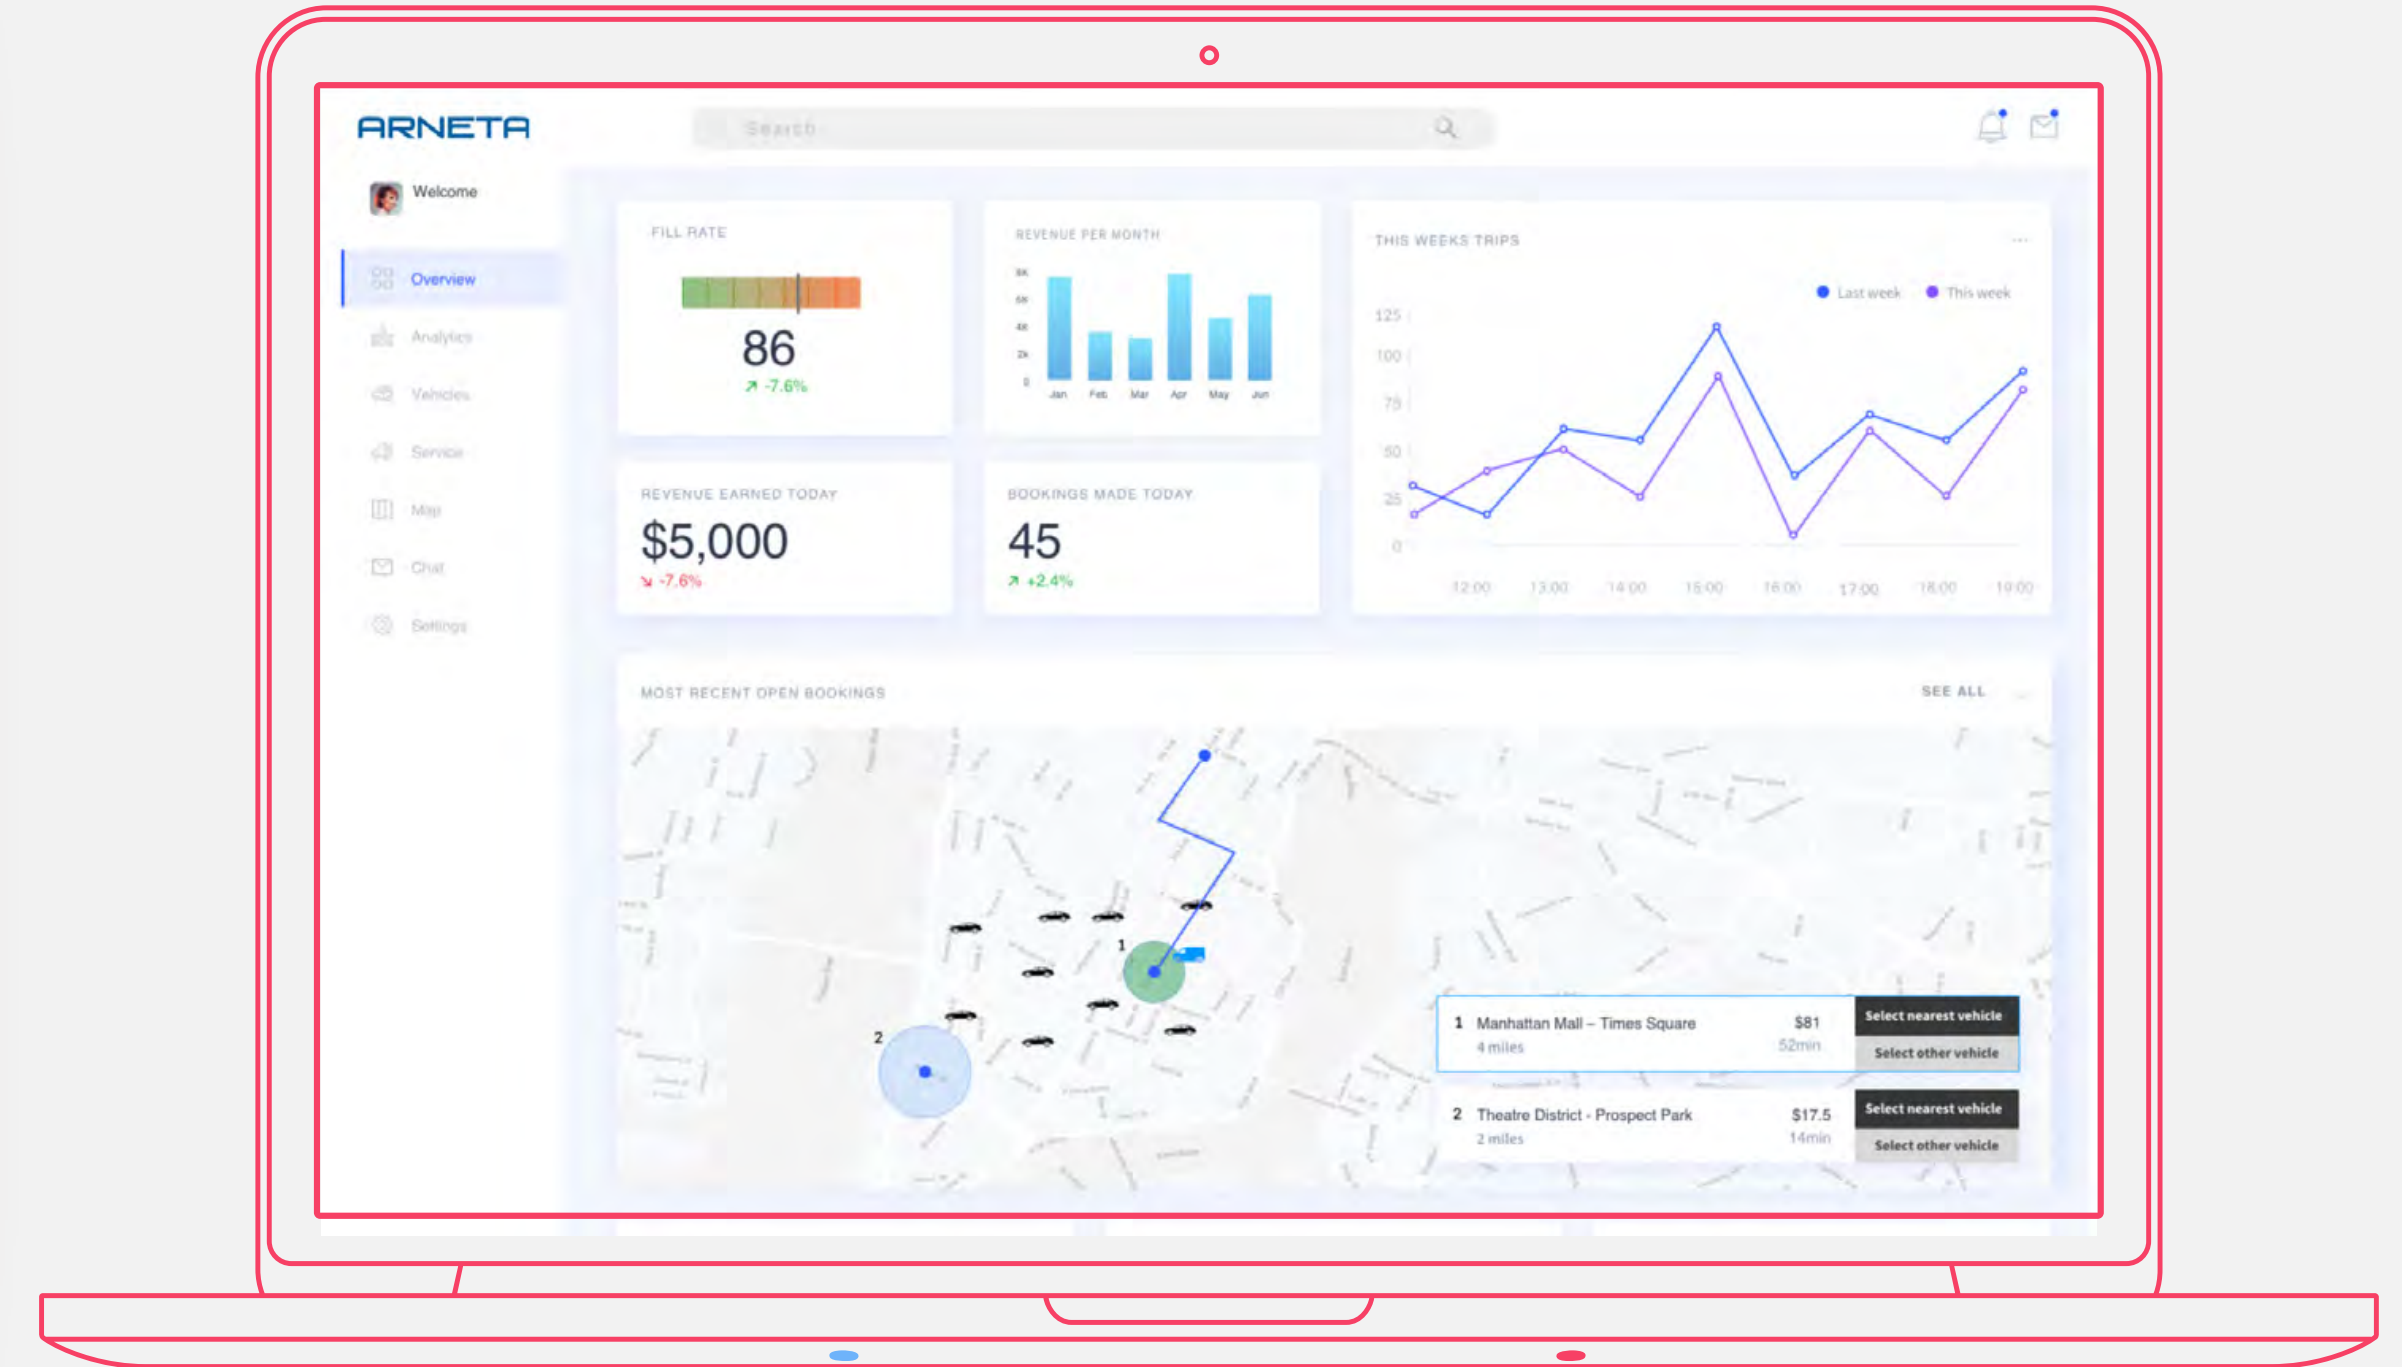 ARNETA
Search
Welcome
Overview
Analytics
Vehicles
Service
Map
Chat
Settings
FILL RATE
86
-7.6%
REVENUE PER MONTH
8K
6K
4K
2K
0
Jan Feb Mar Apr May Jun
THIS WEEKS TRIPS
Last week This week
125
100
75
50
25
0
12:00 13:00 14:00 15:00 16:00 17:00 18:00 19:00
REVENUE EARNED TODAY
$5,000
-7.6%
BOOKINGS MADE TODAY
45
+2.4%
MOST RECENT OPEN BOOKINGS
SEE ALL
1
2
1 Manhattan Mall – Times Square $81 Select nearest vehicle
4 miles 52min Select other vehicle
2 Theatre District - Prospect Park $17.5 Select nearest vehicle
2 miles 14min Select other vehicle